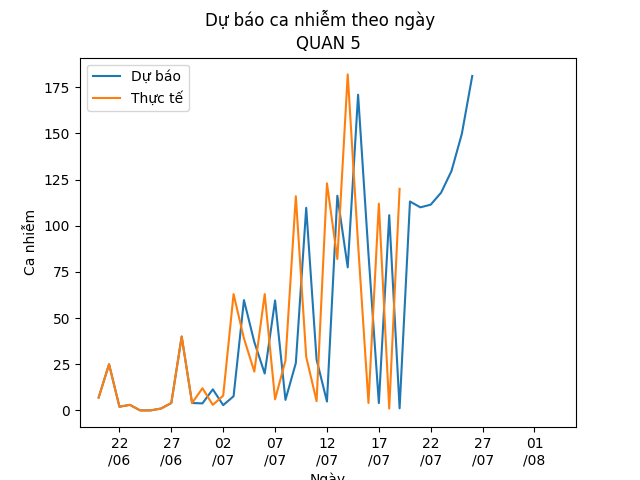 Dự báo ca nhiễm theo ngày
QUAN 5
Dự báo
Thực tế
Ca nhiễm
175
150
125
100
75
50
25
0
22 27 02 07 12 17 22 27 01
/06 /06 /07 /07 /07 /07 /07 /07 /08
Ngày